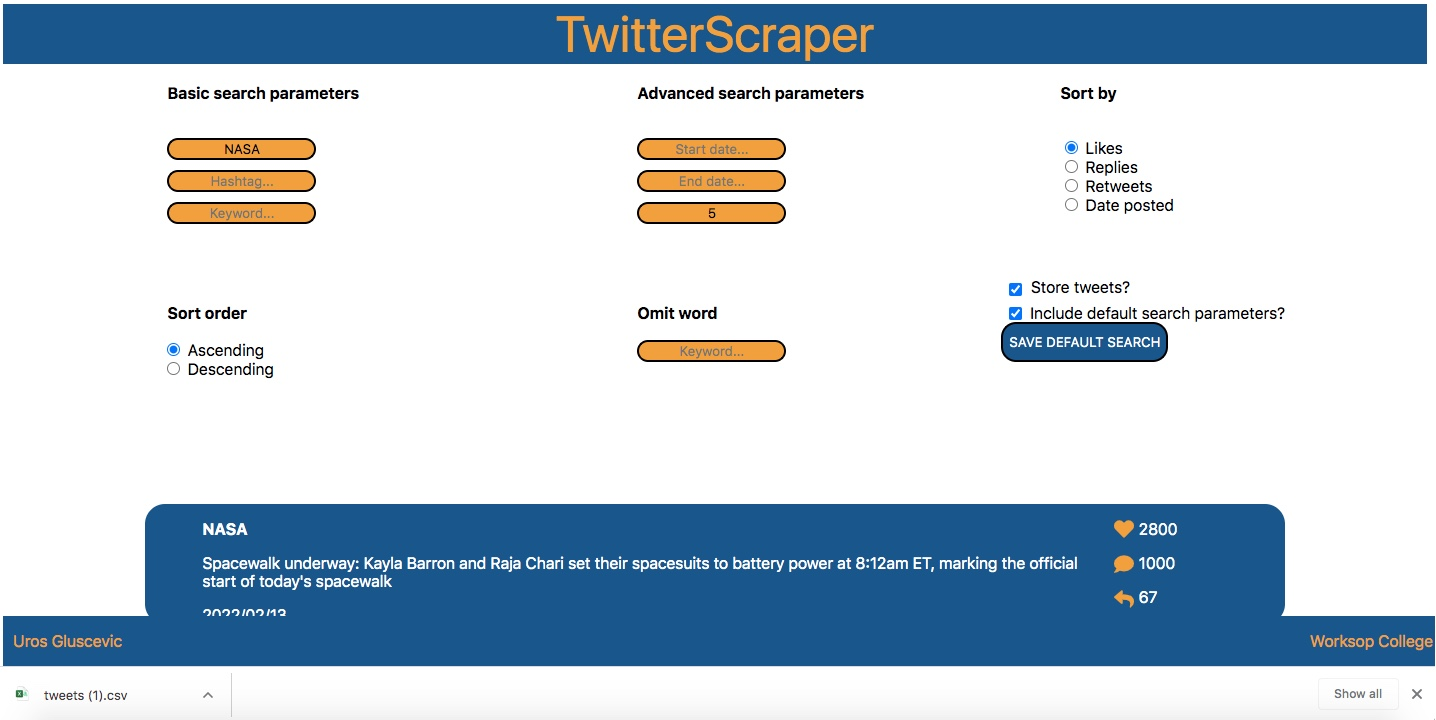 TwitterScraper
Basic search parameters
NASA
Hashtag...
Keyword...
Advanced search parameters
Start date...
End date...
5
Sort by
Likes
Replies
Retweets
Date posted
Sort order
Ascending
Descending
Omit word
Keyword...
Store tweets?
Include default search parameters?
SAVE DEFAULT SEARCH
NASA
Spacewalk underway: Kayla Barron and Raja Chari set their spacesuits to battery power at 8:12am ET, marking the official
start of today's spacewalk
2022/02/13
2800
1000
67
Uros Gluscevic
Worksop College
tweets (1).csv
Show all